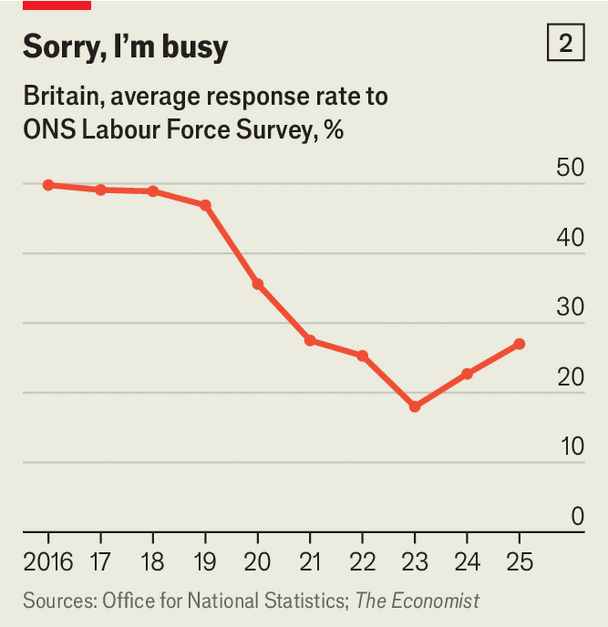 Sorry, I'm busy
2
Britain, average response rate to
ONS Labour Force Survey, %
50
40
30
20
10
0
2016 17 18 19 20 21 22 23 24 25
Sources: Office for National Statistics; The Economist